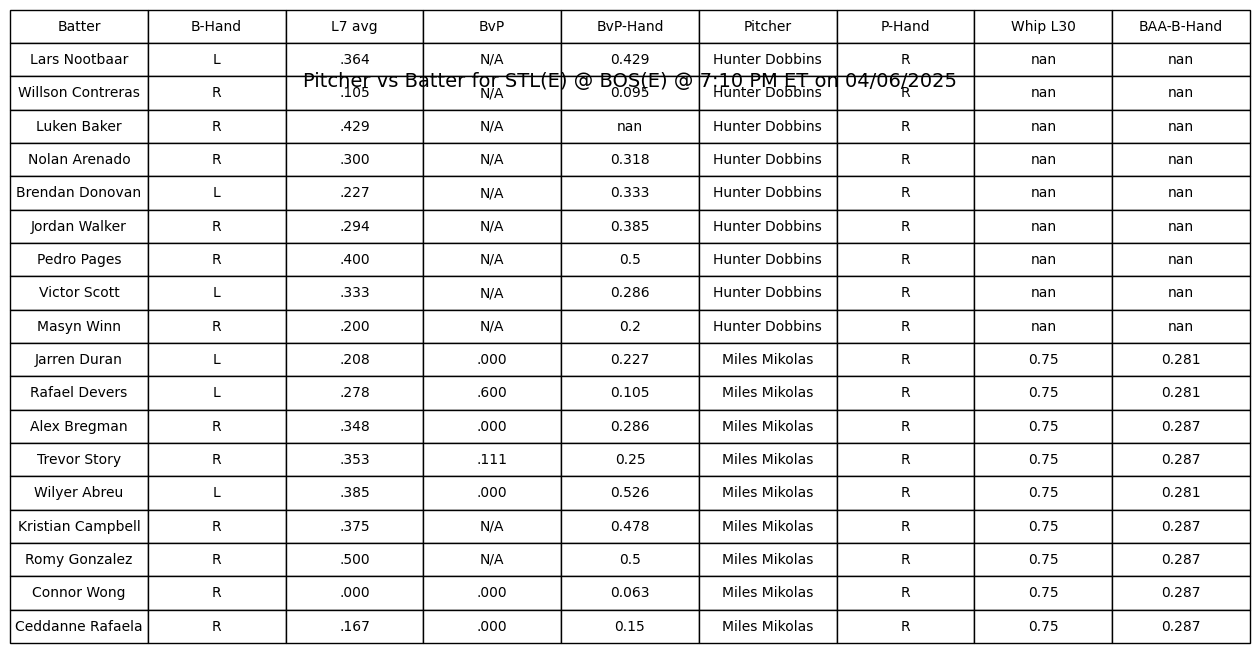 Batter B-Hand L7 avg BvP BvP-Hand Pitcher P-Hand Whip L30 BAA-B-Hand
Lars Nootbaar L .364 N/A 0.429 Hunter Dobbins R nan nan
Pitcher vs Batter for STL(E) @ BOS(E) @ 7:10 PM ET on 04/06/2025
Willson Contreras R .105 N/A 0.095 Hunter Dobbins R nan nan
Luken Baker R .429 N/A nan Hunter Dobbins R nan nan
Nolan Arenado R .300 N/A 0.318 Hunter Dobbins R nan nan
Brendan Donovan L .227 N/A 0.333 Hunter Dobbins R nan nan
Jordan Walker R .294 N/A 0.385 Hunter Dobbins R nan nan
Pedro Pages R .400 N/A 0.5 Hunter Dobbins R nan nan
Victor Scott L .333 N/A 0.286 Hunter Dobbins R nan nan
Masyn Winn R .200 N/A 0.2 Hunter Dobbins R nan nan
Jarren Duran L .208 .000 0.227 Miles Mikolas R 0.75 0.281
Rafael Devers L .278 .600 0.105 Miles Mikolas R 0.75 0.281
Alex Bregman R .348 .000 0.286 Miles Mikolas R 0.75 0.287
Trevor Story R .353 .111 0.25 Miles Mikolas R 0.75 0.287
Wilyer Abreu L .385 .000 0.526 Miles Mikolas R 0.75 0.281
Kristian Campbell R .375 N/A 0.478 Miles Mikolas R 0.75 0.287
Romy Gonzalez R .500 N/A 0.5 Miles Mikolas R 0.75 0.287
Connor Wong R .000 .000 0.063 Miles Mikolas R 0.75 0.287
Ceddanne Rafaela R .167 .000 0.15 Miles Mikolas R 0.75 0.287